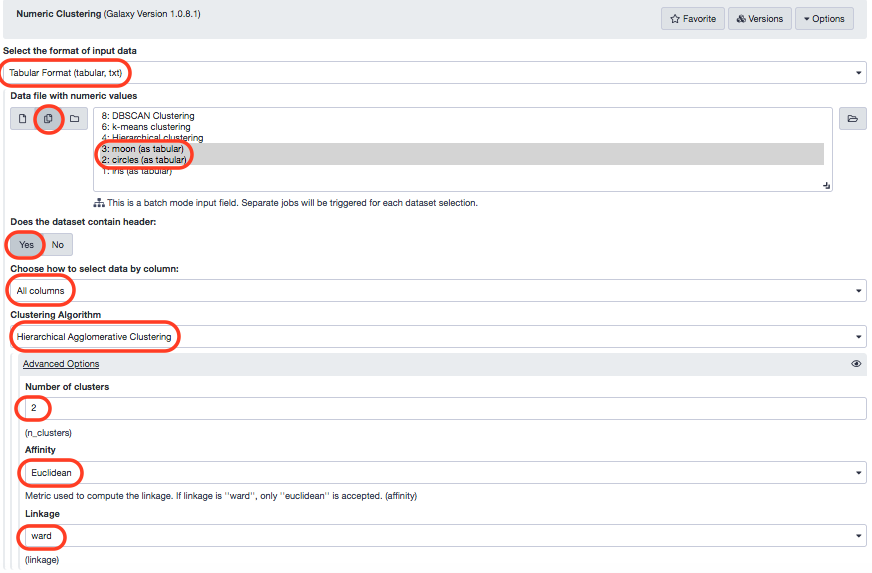 Numeric Clustering (Galaxy Version 1.0.8.1)
Favorite
Versions
Options
Select the format of input data
Tabular Format (tabular, txt)
Data file with numeric values
8: DBSCAN Clustering
6: k-means clustering
4: Hierarchical clustering
3: moon (as tabular)
2: circles (as tabular)
1: iris (as tabular)
This is a batch mode input field. Separate jobs will be triggered for each dataset selection.
Does the dataset contain header:
Yes No
Choose how to select data by column:
All columns
Clustering Algorithm
Hierarchical Agglomerative Clustering
Advanced Options
Number of clusters
2
(n_clusters)
Affinity
Euclidean
Metric used to compute the linkage. If linkage is ''ward'', only ''euclidean'' is accepted. (affinity)
Linkage
ward
(linkage)